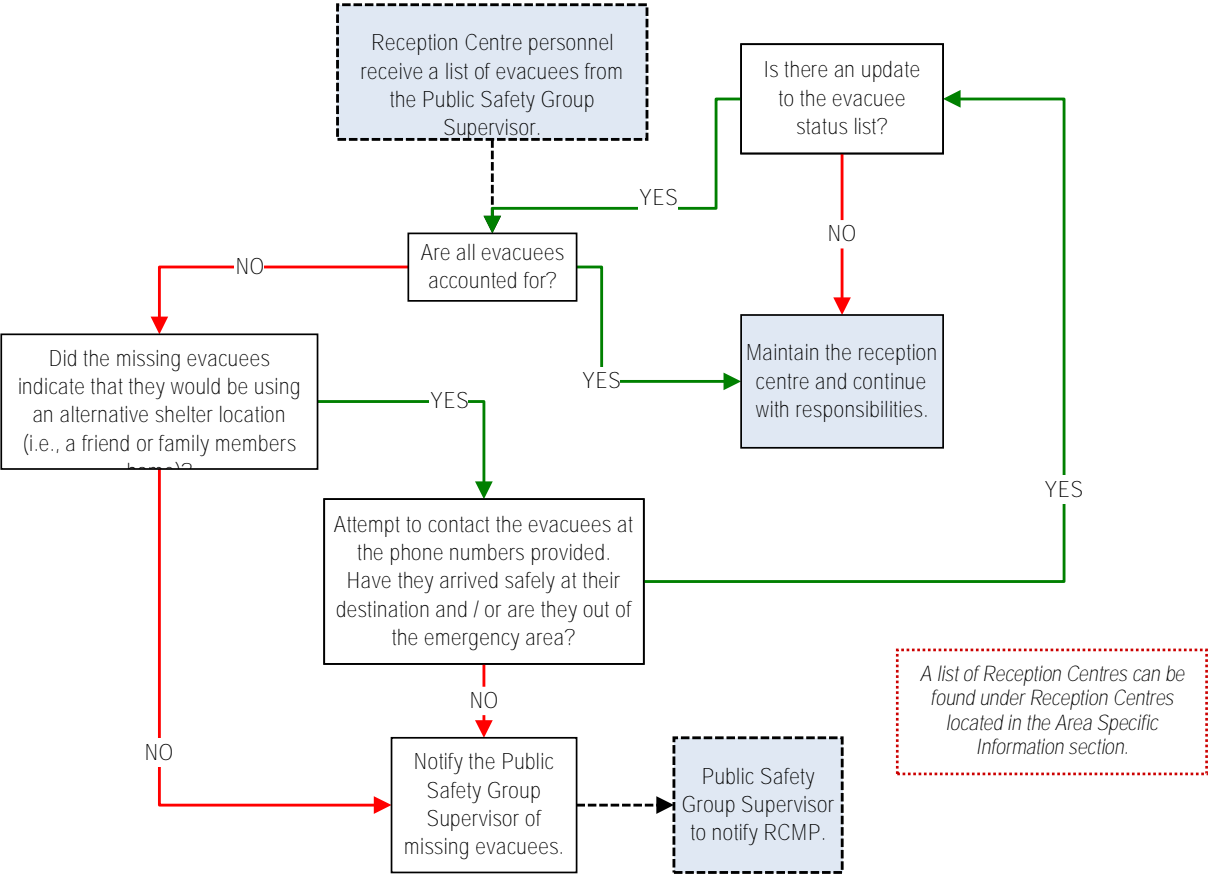 Reception Centre personnel
receive a list of evacuees from
the Public Safety Group
Supervisor.
Is there an update
to the evacuee
status list?
YES
NO
Are all evacuees
accounted for?
NO
YES
Maintain the reception
centre and continue
with responsibilities.
Did the missing evacuees
indicate that they would be using
an alternative shelter location
(i.e., a friend or family members
home)?
YES
YES
Attempt to contact the evacuees at
the phone numbers provided.
Have they arrived safely at their
destination and / or are they out of
the emergency area?
NO
NO
Notify the Public
Safety Group
Supervisor of
missing evacuees.
Public Safety
Group Supervisor
to notify RCMP.
A list of Reception Centres can be
found under Reception Centres
located in the Area Specific
Information section.